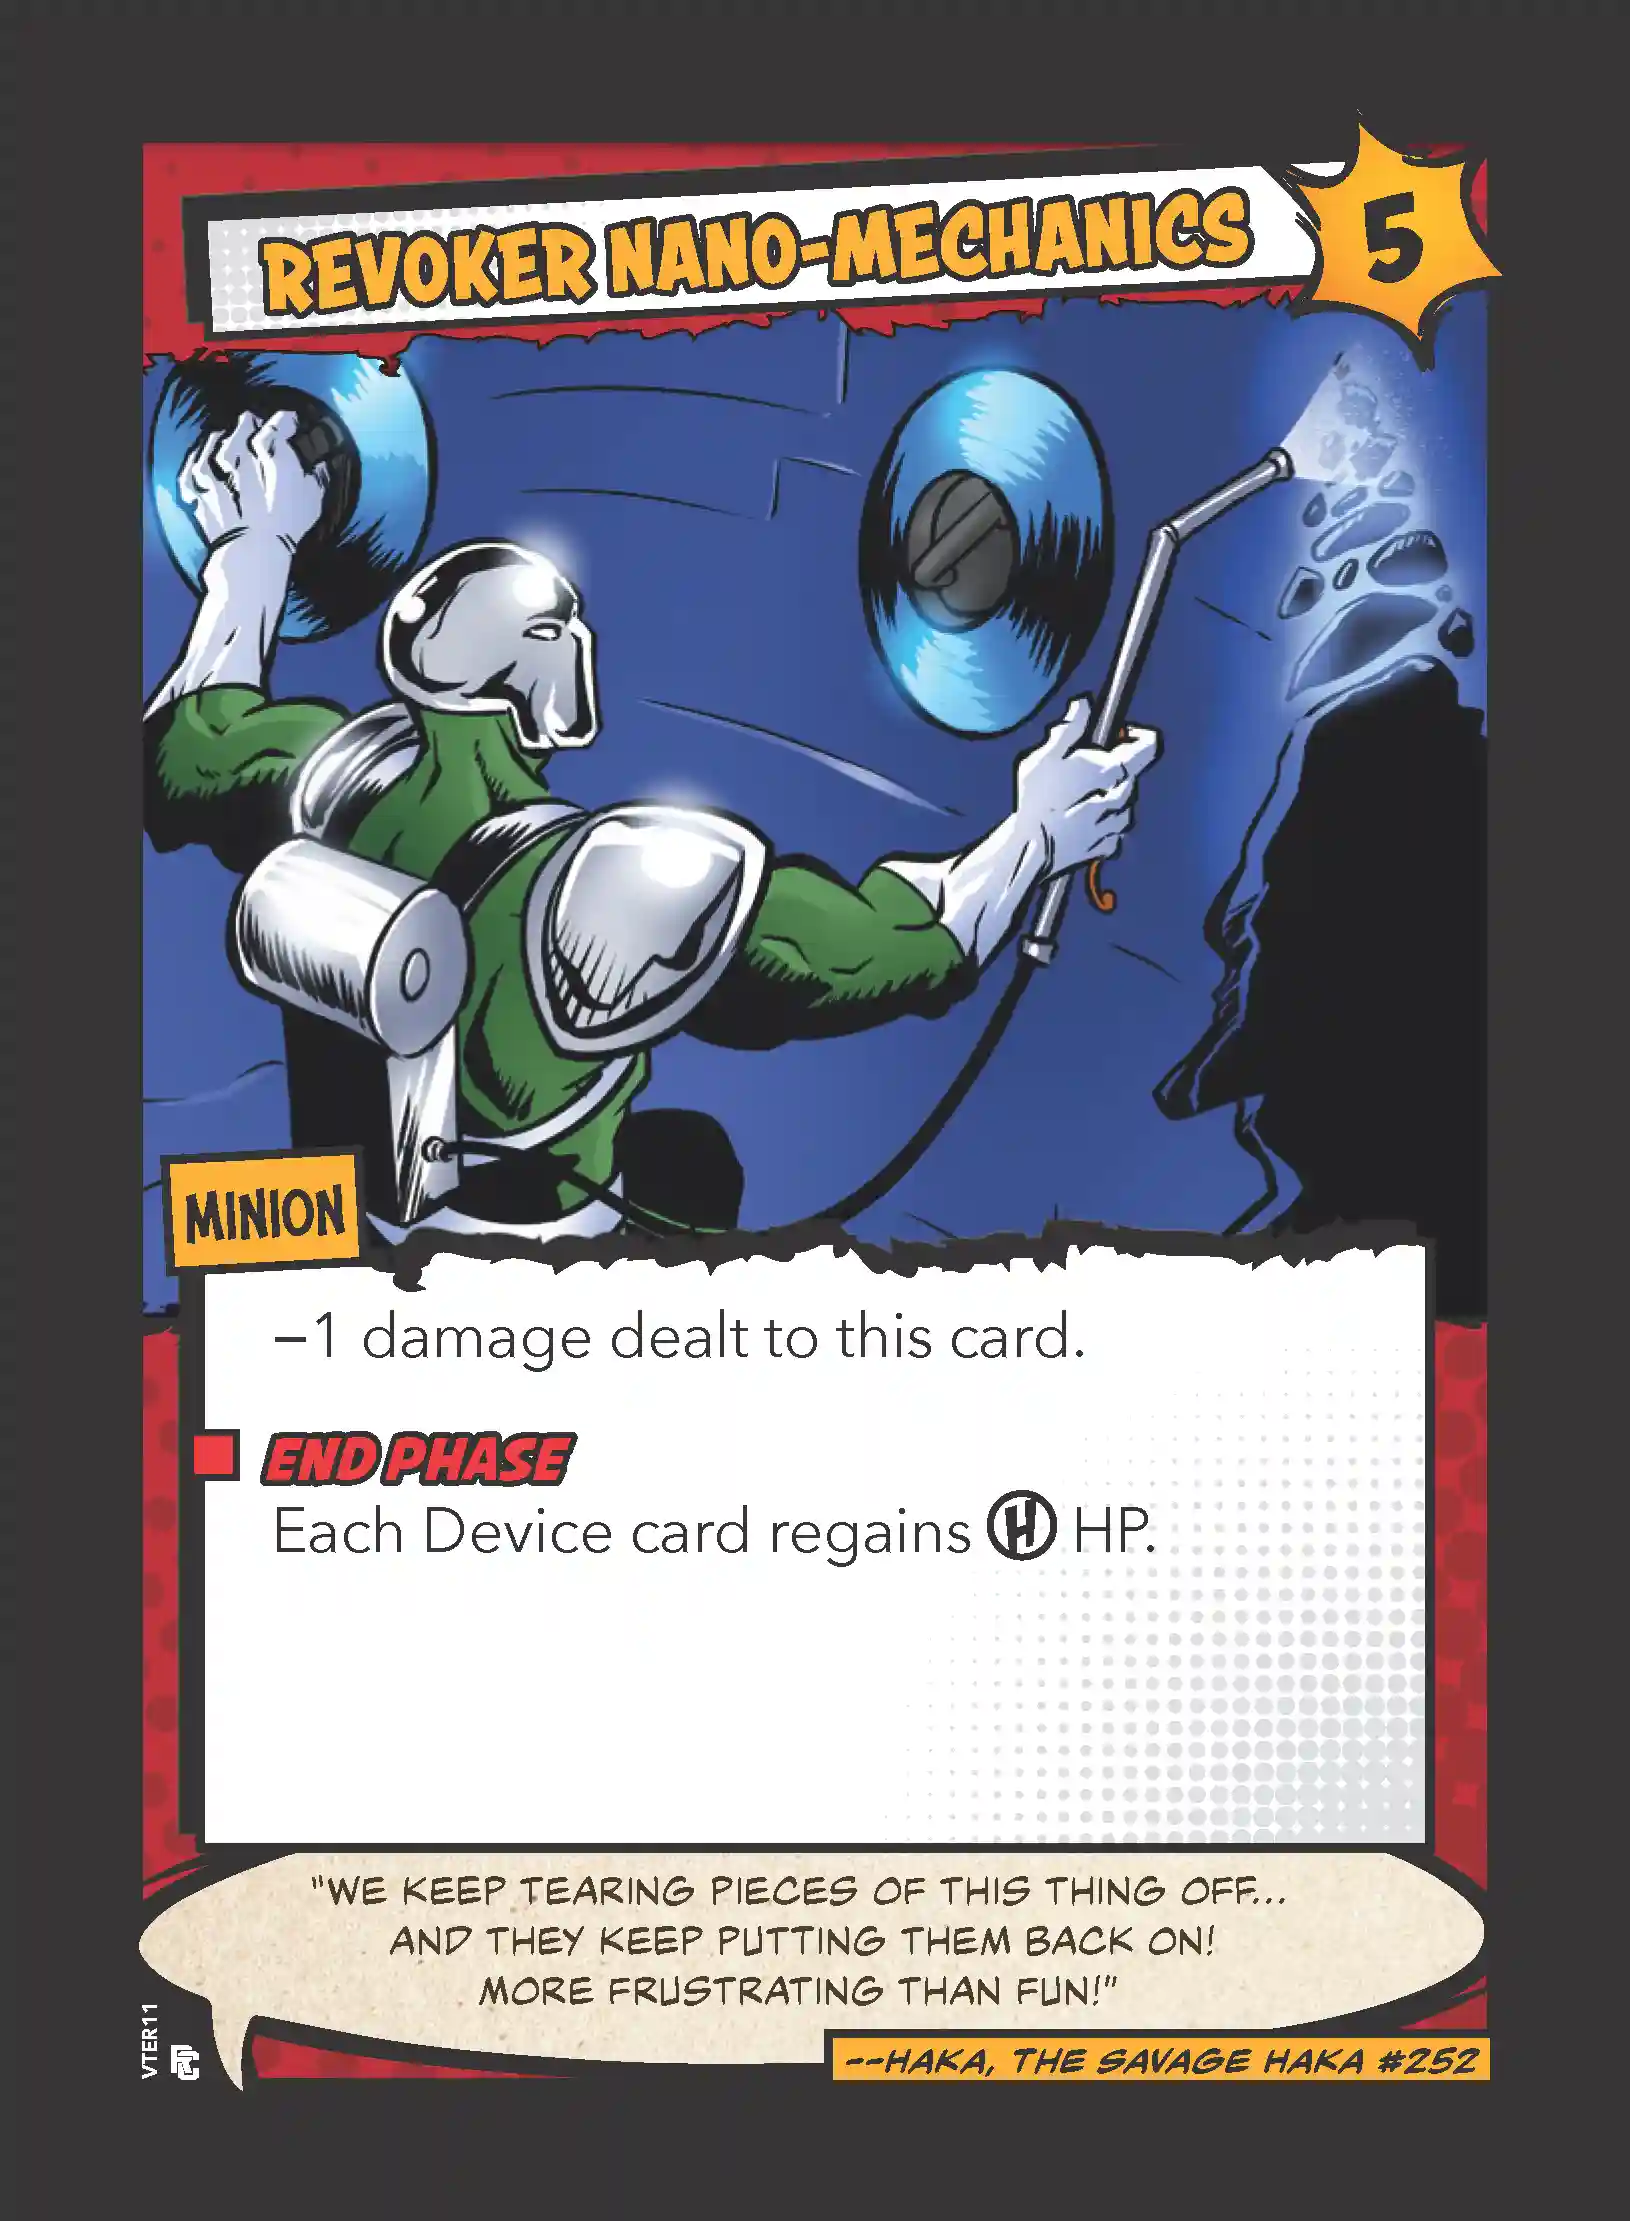 REVOKER NANO-MECHANICS
5
MINION
−1 damage dealt to this card.
END PHASE
Each Device card regains H HP.
"WE KEEP TEARING PIECES OF THIS THING OFF...
AND THEY KEEP PUTTING THEM BACK ON!
MORE FRUSTRATING THAN FUN!"
--HAKA, THE SAVAGE HAKA #252
VTER11